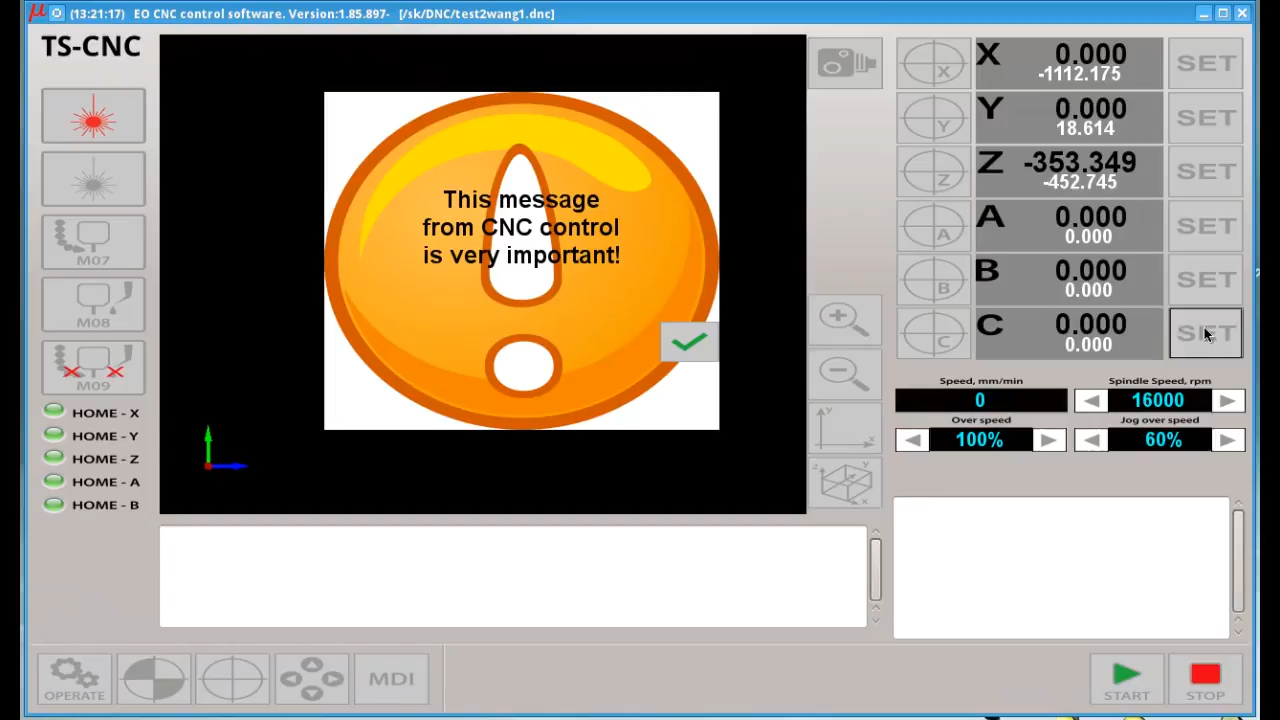 (13:21:17) EO CNC control software. Version:1.85.897- [/sk/DNC/test2wang1.dnc]
TS-CNC
M07
M08
M09
HOME - X
HOME - Y
HOME - Z
HOME - A
HOME - B
This message
from CNC control
is very important!
y
x
z
y
x
X
X
0.000
-1112.175
SET
Y
Y
0.000
18.614
SET
Z
Z
-353.349
-452.745
SET
A
A
0.000
0.000
SET
B
B
0.000
0.000
SET
C
C
0.000
0.000
SET
Speed, mm/min
0
Spindle Speed, rpm
16000
Over speed
100%
Jog over speed
60%
OPERATE
MDI
START
STOP